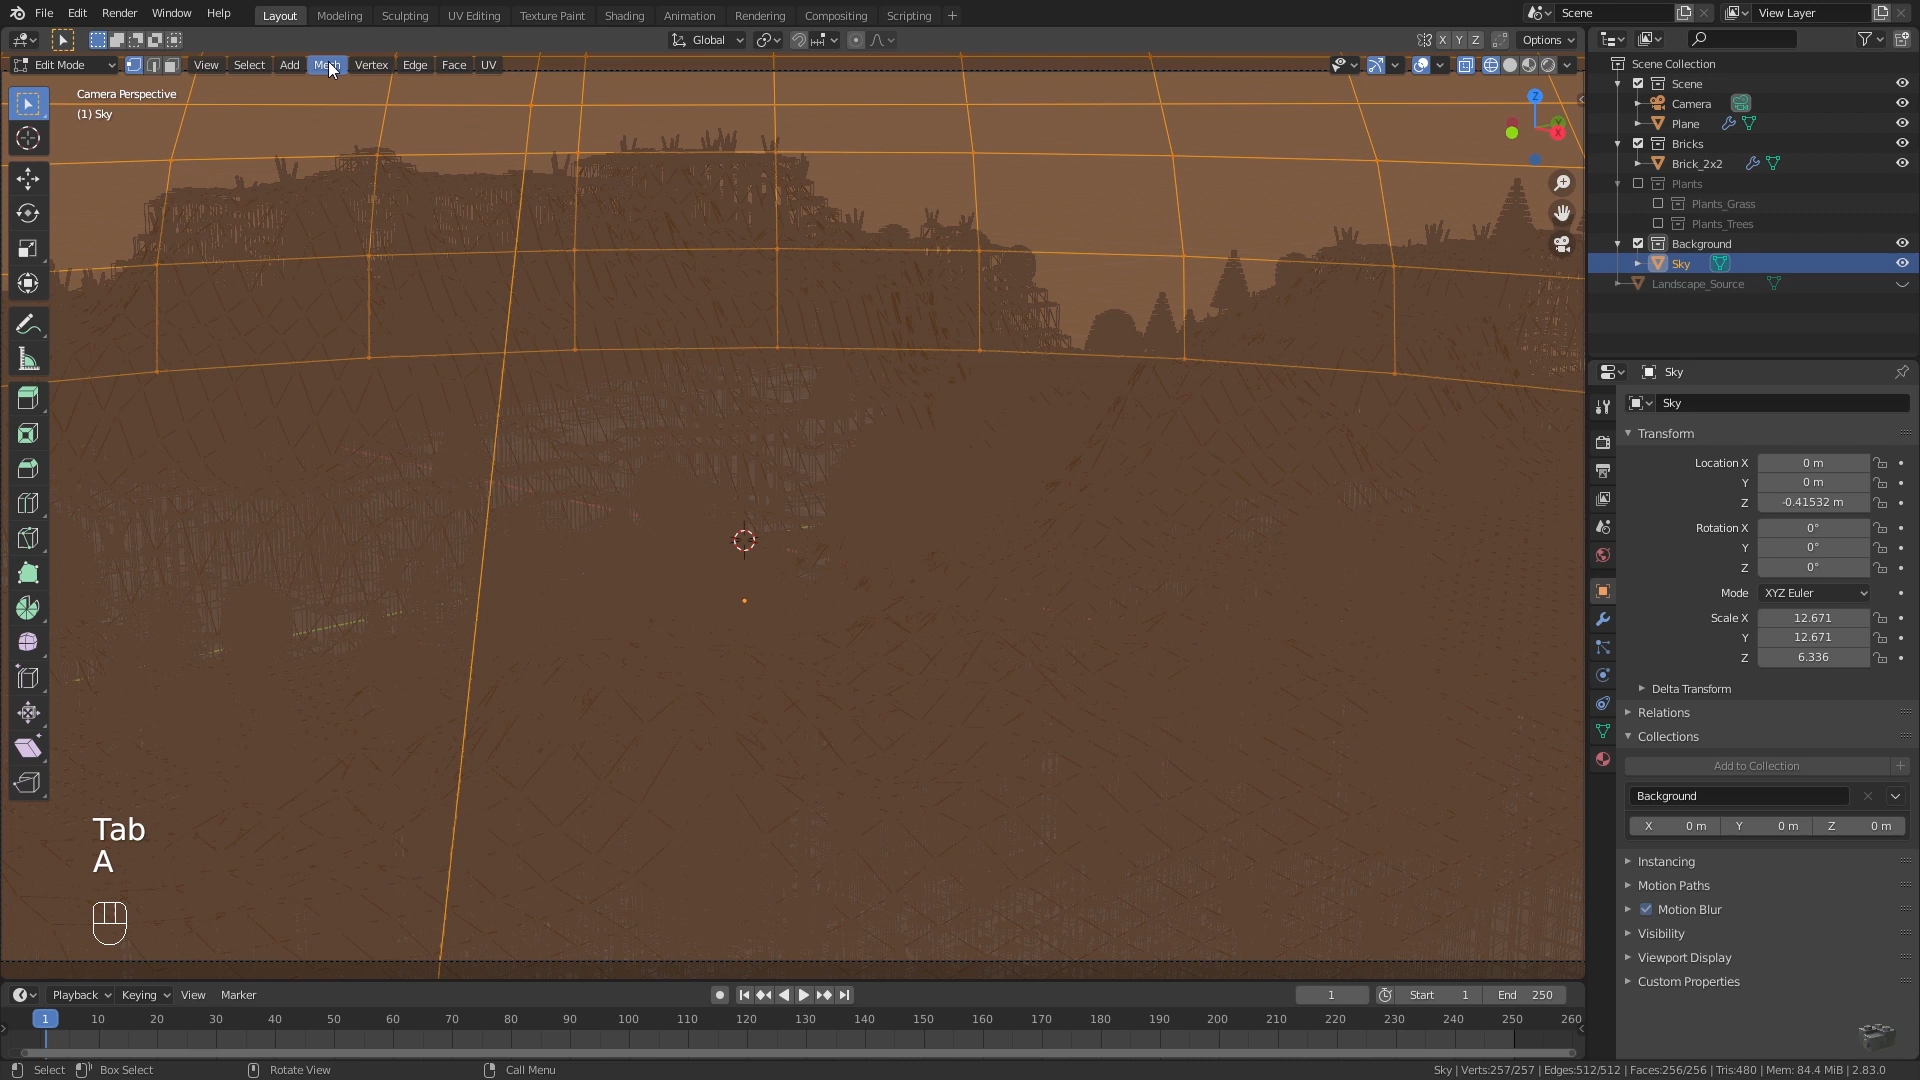 File Edit Render Window Help Layout Modeling Sculpting UV Editing Texture Paint Shading Animation Rendering Compositing Scripting + Scene View Layer
Global X Y Z Options
Edit Mode View Select Add Mesh Vertex Edge Face UV
Camera Perspective
(1) Sky
Z
Y
X
Tab
A
Scene Collection
Scene
Camera
Plane
Bricks
Brick_2x2
Plants
Plants_Grass
Plants_Trees
Background
Sky
Landscape_Source
Sky
Sky
Transform
Location X 0 m
Y 0 m
Z -0.41532 m
Rotation X 0°
Y 0°
Z 0°
Mode XYZ Euler
Scale X 12.671
Y 12.671
Z 6.336
Delta Transform
Relations
Collections
Add to Collection +
Background
X 0 m Y 0 m Z 0 m
Instancing
Motion Paths
Motion Blur
Visibility
Viewport Display
Custom Properties
Playback Keying View Marker 1 Start 1 End 250
1 10 20 30 40 50 60 70 80 90 100 110 120 130 140 150 160 170 180 190 200 210 220 230 240 250 260
Select Box Select Rotate View Call Menu Sky | Verts:257/257 | Edges:512/512 | Faces:256/256 | Tris:480 | Mem: 84.4 MiB | 2.83.0